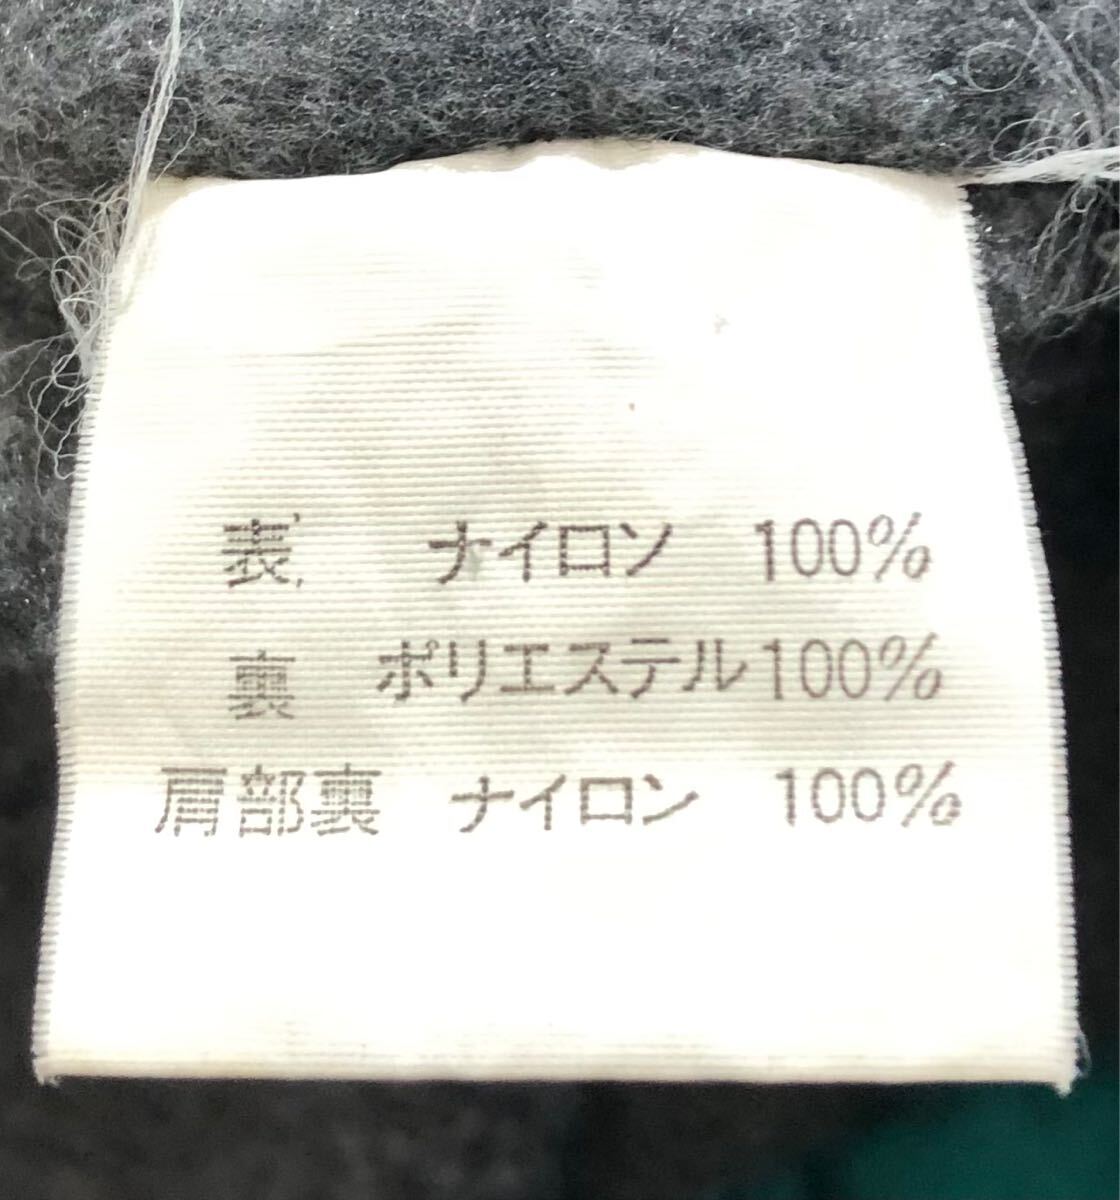 表 ナイロン 100%
裏 ポリエステル100%
肩部裏 ナイロン 100%